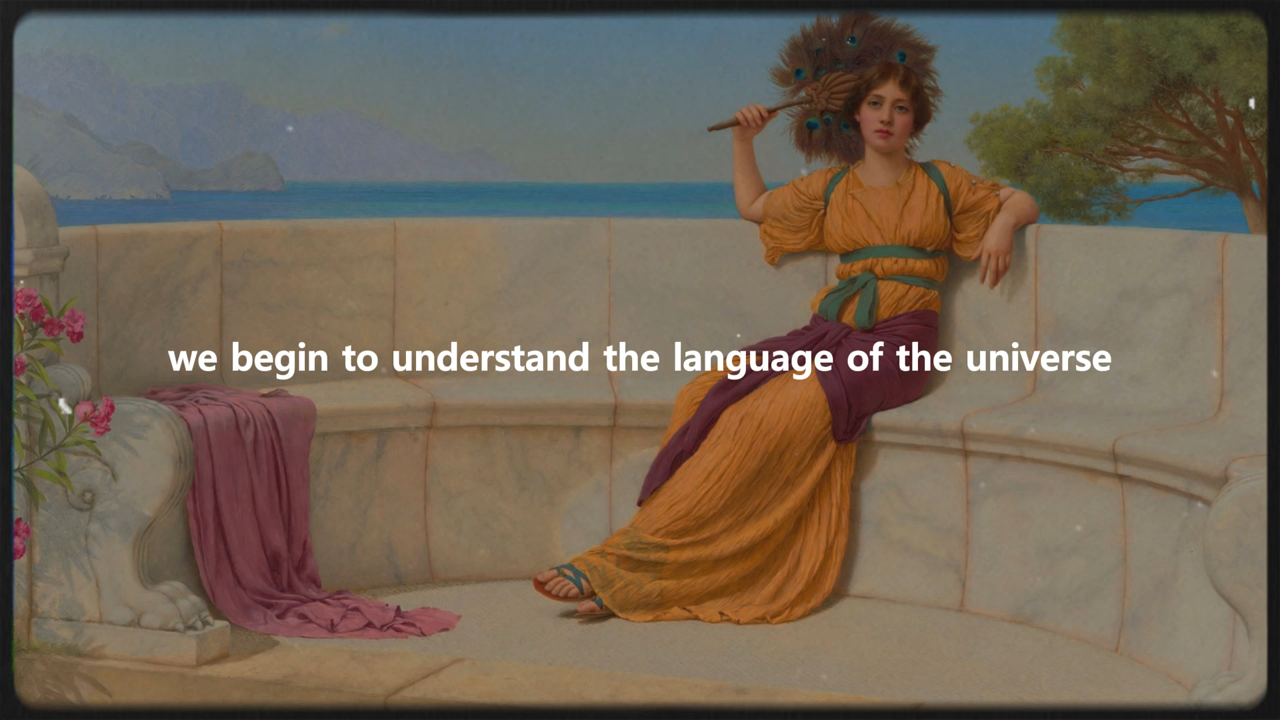 we begin to understand the language of the universe